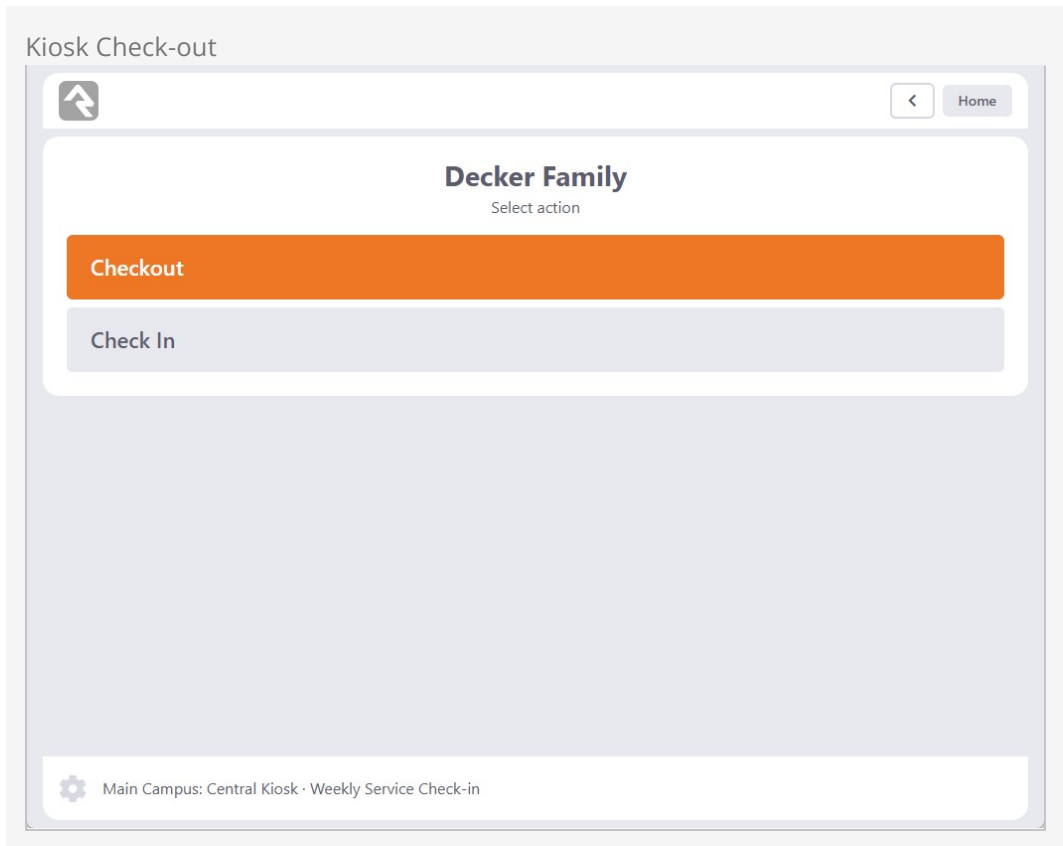 Kiosk Check-out
Home
Decker Family
Select action
Checkout
Check In
Main Campus: Central Kiosk · Weekly Service Check-in